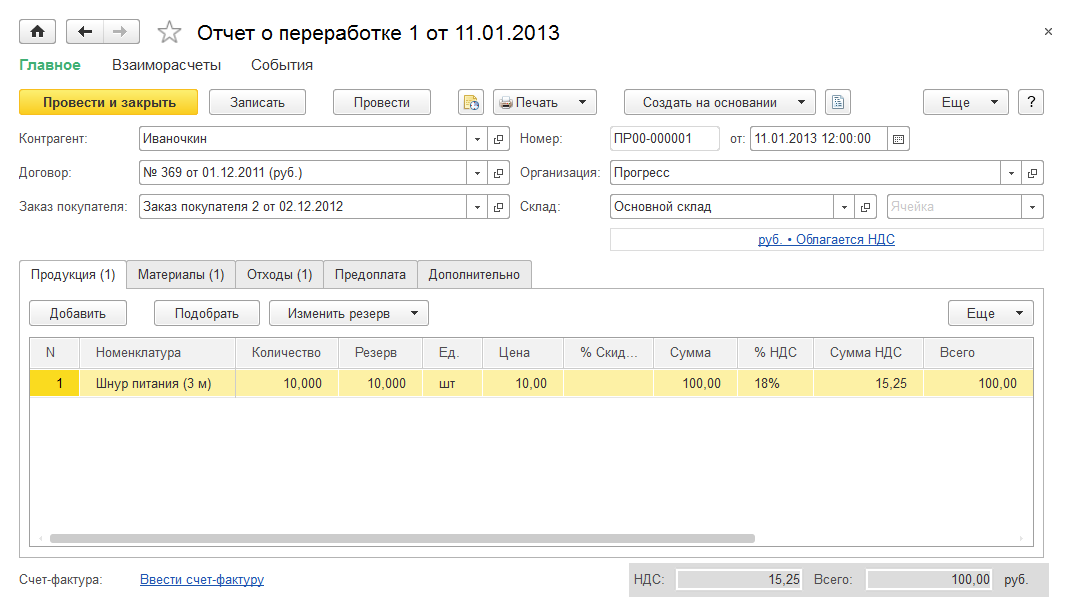 Отчет о переработке 1 от 11.01.2013
×
Главное Взаиморасчеты События
Провести и закрыть Записать Провести Печать Создать на основании Еще ?
Контрагент: Иваночкин Номер: ПР00-000001 от: 11.01.2013 12:00:00
Договор: № 369 от 01.12.2011 (руб.) Организация: Прогресс
Заказ покупателя: Заказ покупателя 2 от 02.12.2012 Склад: Основной склад Ячейка
руб. • Облагается НДС
Продукция (1) Материалы (1) Отходы (1) Предоплата Дополнительно
Добавить Подобрать Изменить резерв Еще
N Номенклатура Количество Резерв Ед. Цена % Скид... Сумма % НДС Сумма НДС Всего
1 Шнур питания (3 м) 10,000 10,000 шт 10,00 100,00 18% 15,25 100,00
Счет-фактура: Ввести счет-фактуру НДС: 15,25 Всего: 100,00 руб.